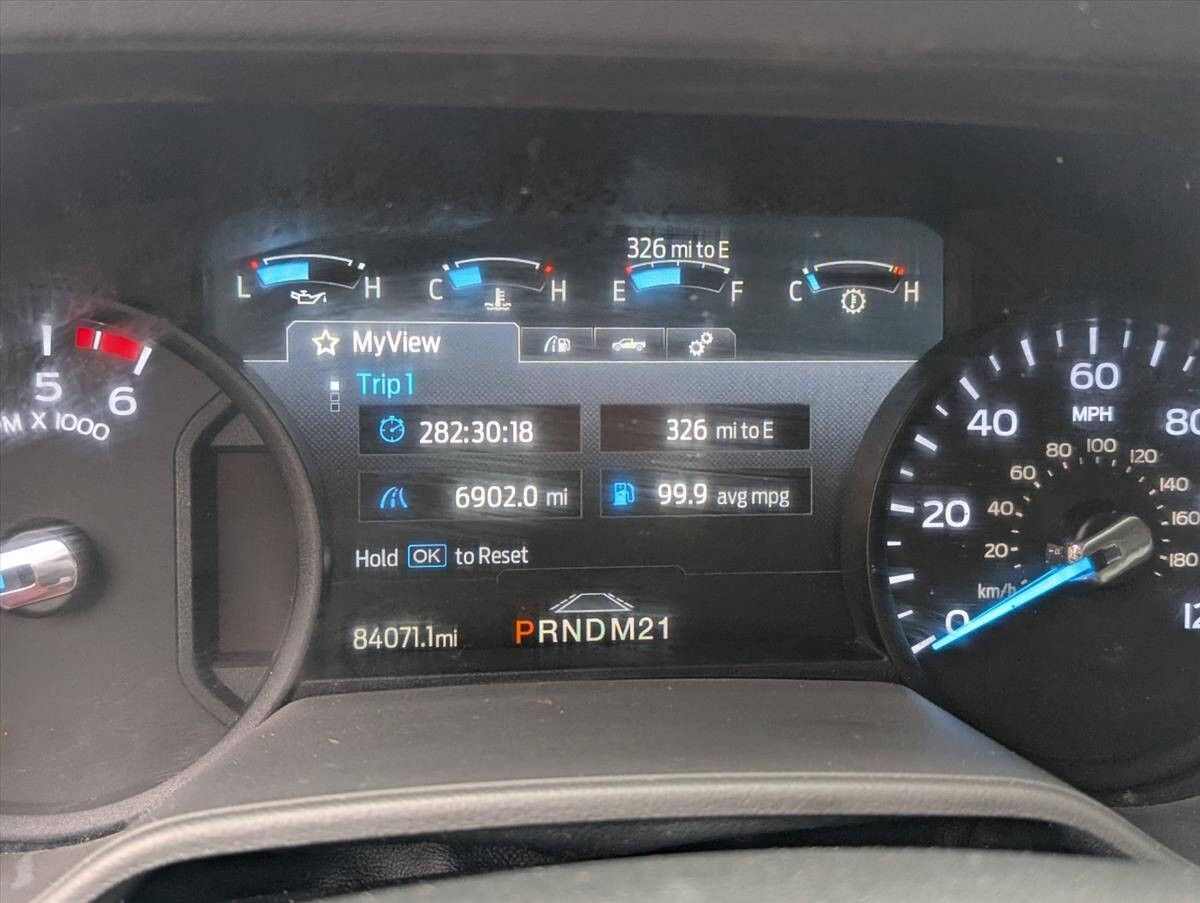 326 mi to E
L H C H E F C H
MyView
Trip 1
282:30:18
326 mi to E
6902.0 mi
99.9 avg mpg
Hold OK to Reset
84071.1 mi
PRNDM21
5 6
X 1000
0 20 40 60
MPH
20 40 60 80 100 120 140 160 180
km/h